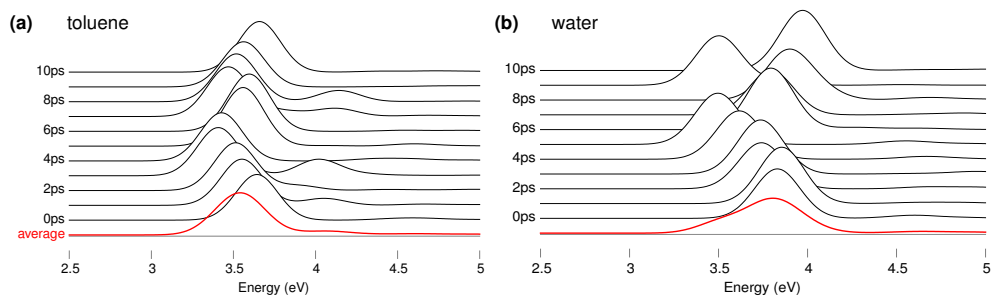 (a) toluene
10ps
8ps
6ps
4ps
2ps
0ps
average
2.5 3 3.5 4 4.5 5
Energy (eV)
(b) water
10ps
8ps
6ps
4ps
2ps
0ps
2.5 3 3.5 4 4.5 5
Energy (eV)